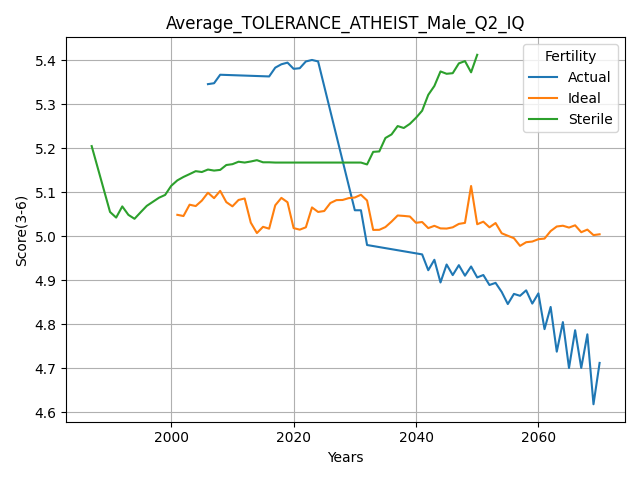 Average_TOLERANCE_ATHEIST_Male_Q2_IQ
Fertility
Actual
Ideal
Sterile
Score(3-6)
5.4
5.3
5.2
5.1
5.0
4.9
4.8
4.7
4.6
2000 2020 2040 2060
Years